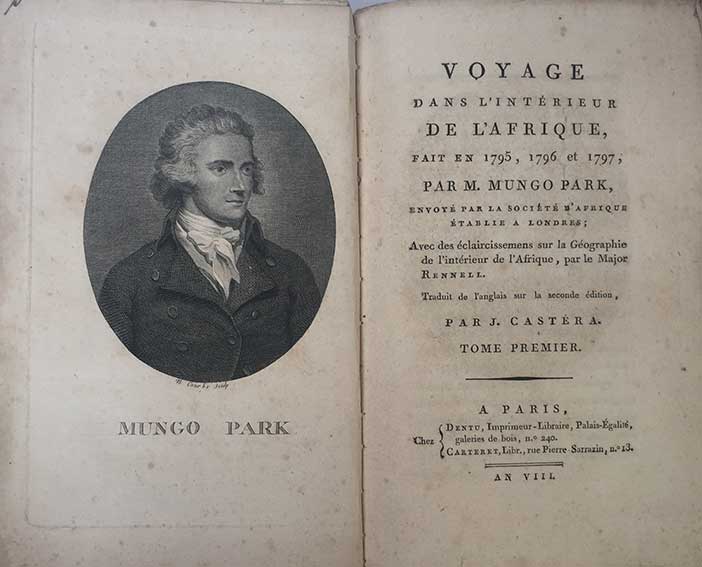 MUNGO PARK
VOYAGE
DANS L'INTÉRIEUR
DE L'AFRIQUE,
FAIT EN 1795, 1796 et 1797,
PAR M. MUNGO PARK,
ENVOYÉ PAR LA SOCIÉTÉ D'AFRIQUE
ÉTABLIE A LONDRES;
Avec des éclaircissemens sur la Géographie
de l'intérieur de l'Afrique, par le Major
RENNELL.
Traduit de l'anglais sur la seconde édition,
PAR J. CASTÉRA.
TOME PREMIER.
A PARIS,
Chez
DENTU, Imprimeur-Libraire, Palais-Égalité,
galeries de bois, n.º 240.
CARTERET, Libr., rue Pierre Sarrazin, n.º 13.
AN VIII.